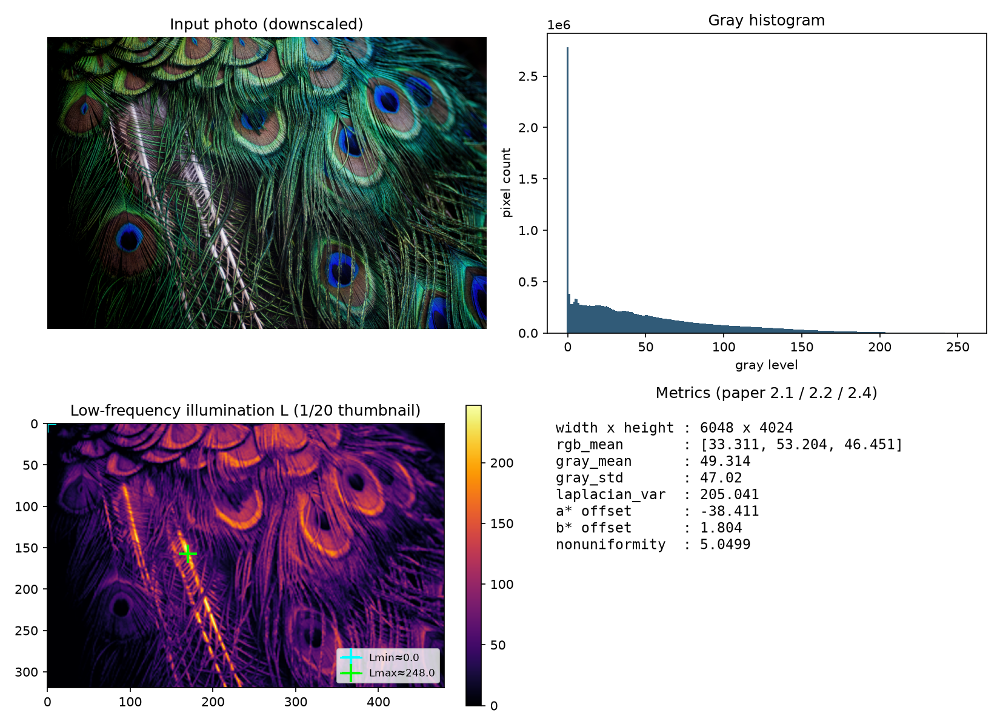 Input photo (downscaled)
Gray histogram
1e6
2.5
2.0
1.5
1.0
0.5
0.0
pixel count
0 50 100 150 200 250
gray level
Low-frequency illumination L (1/20 thumbnail)
0
50
100
150
200
250
300
0 100 200 300 400
Lmin≈0.0
Lmax≈248.0
200
150
100
50
0
Metrics (paper 2.1 / 2.2 / 2.4)
width x height : 6048 x 4024
rgb_mean : [33.311, 53.204, 46.451]
gray_mean : 49.314
gray_std : 47.02
laplacian_var : 205.041
a* offset : -38.411
b* offset : 1.804
nonuniformity : 5.0499